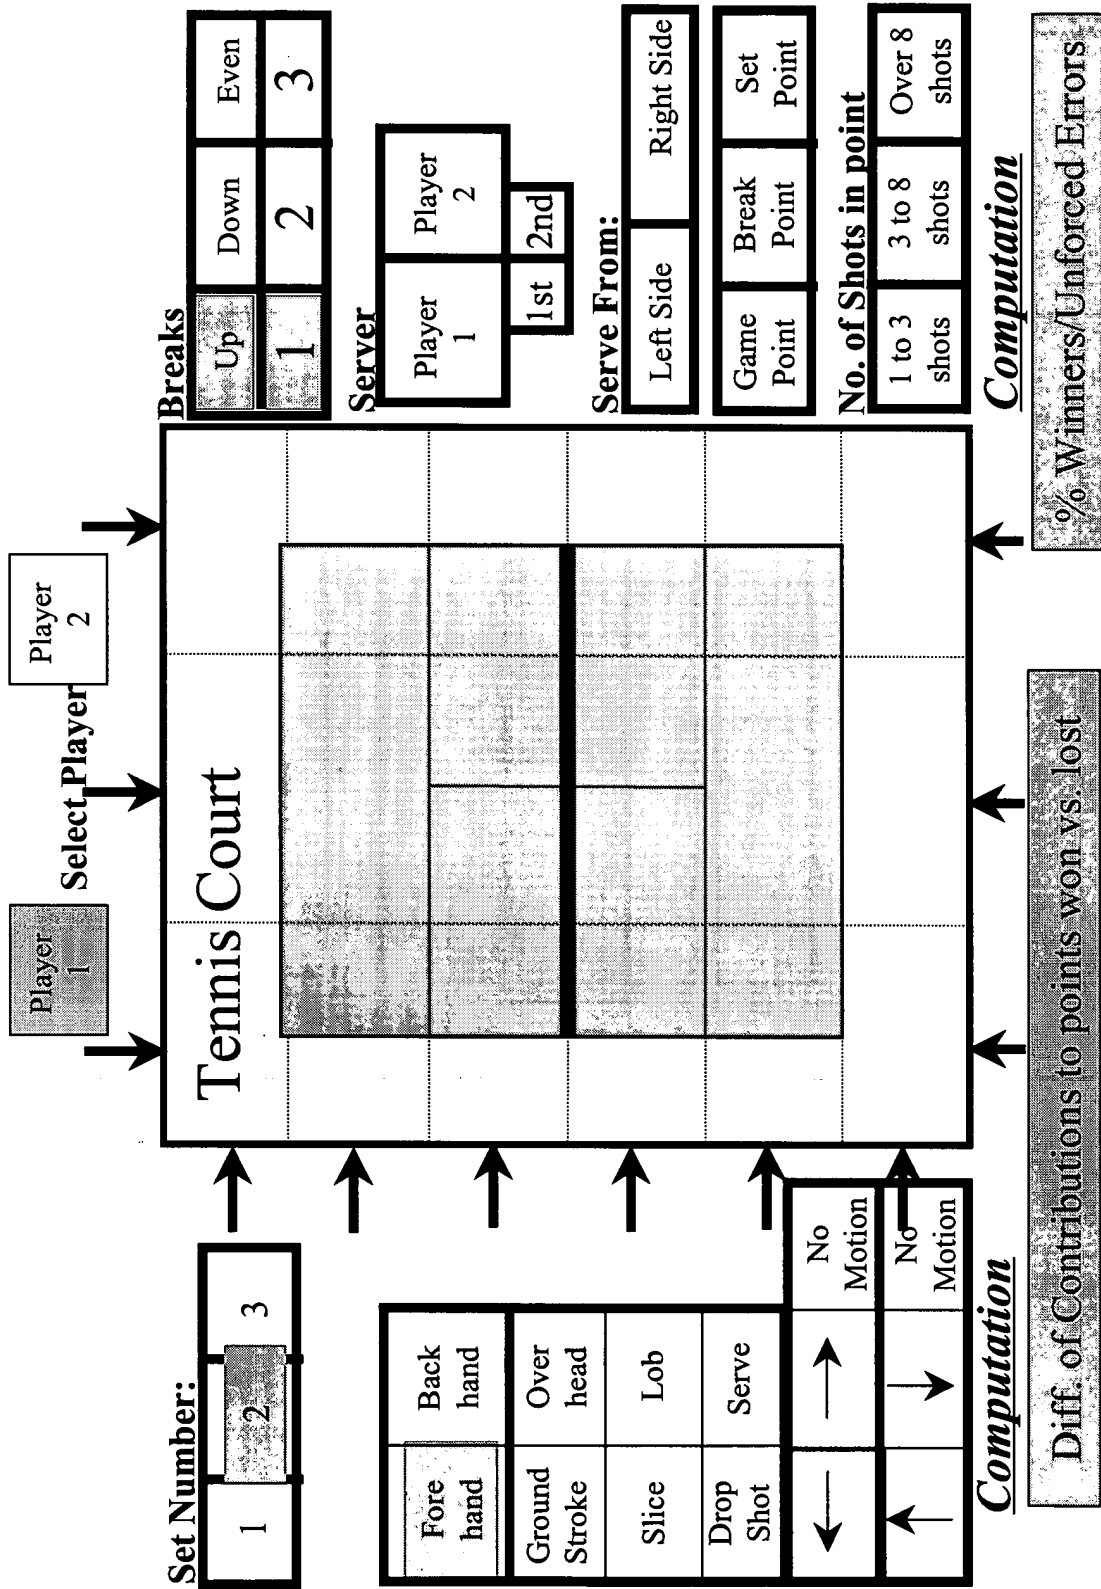 Player
1
Select Player
Player
2
Set Number:
1
2
3
Fore
hand
Back
hand
Ground
Stroke
Over
head
Slice
Lob
Drop
Shot
Serve
No
Motion
No
Motion
Computation
Diff. of Contributions to points won vs. lost
Tennis Court
Breaks
Up
Down
Even
1
2
3
Server
Player
1
Player
2
1st
2nd
Serve From:
Left Side
Right Side
Game
Point
Break
Point
Set
Point
No. of Shots in point
1 to 3
shots
3 to 8
shots
Over 8
shots
Computation
% Winners/Unforced Errors